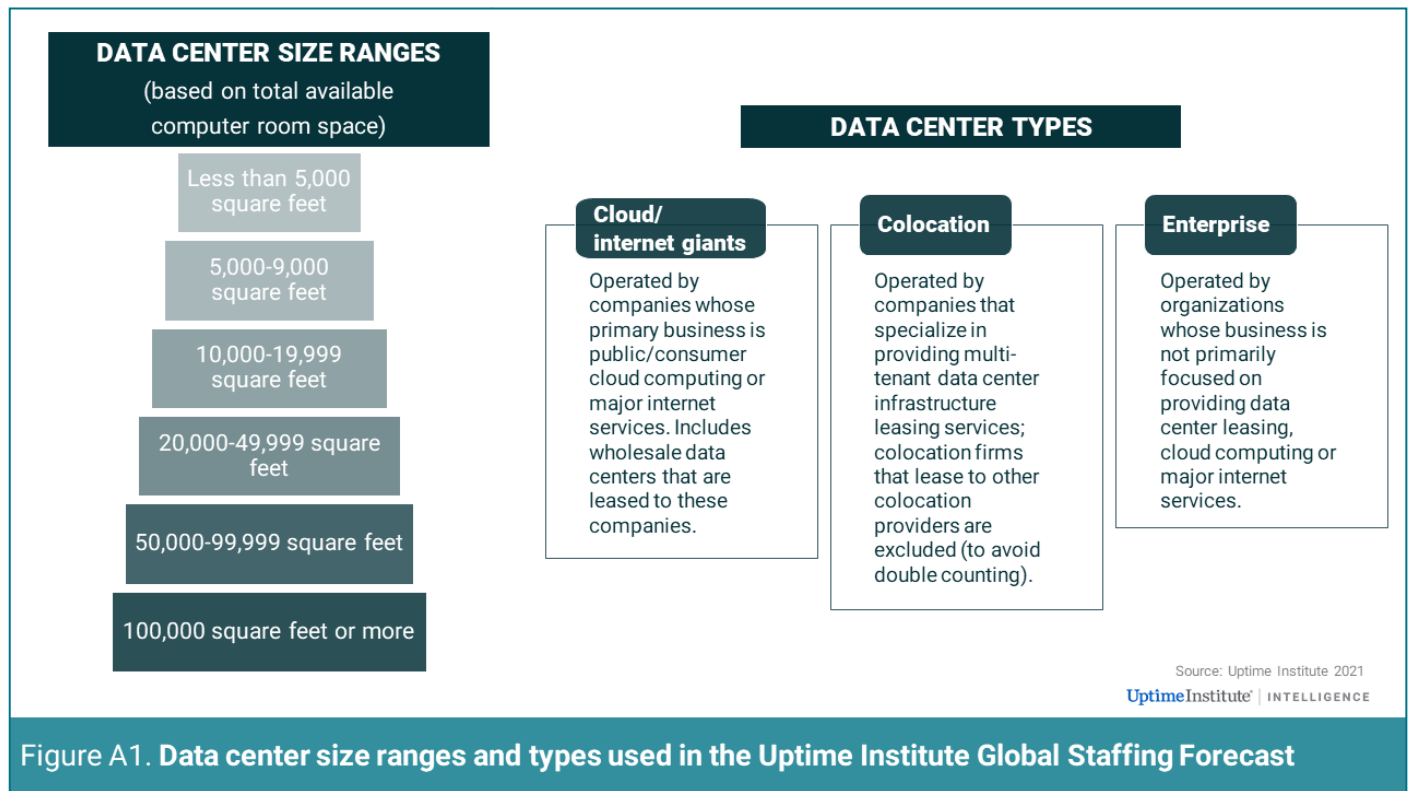 DATA CENTER SIZE RANGES
(based on total available
computer room space)
Less than 5,000
square feet
5,000-9,000
square feet
10,000-19,999
square feet
20,000-49,999 square
feet
50,000-99,999 square feet
100,000 square feet or more
DATA CENTER TYPES
Cloud/
internet giants
Operated by
companies whose
primary business is
public/consumer
cloud computing or
major internet
services. Includes
wholesale data
centers that are
leased to these
companies.
Colocation
Operated by
companies that
specialize in
providing multi-
tenant data center
infrastructure
leasing services;
colocation firms
that lease to other
colocation
providers are
excluded (to avoid
double counting).
Enterprise
Operated by
organizations
whose business is
not primarily
focused on
providing data
center leasing,
cloud computing or
major internet
services.
Source: Uptime Institute 2021
UptimeInstitute® | INTELLIGENCE
Figure A1. Data center size ranges and types used in the Uptime Institute Global Staffing Forecast